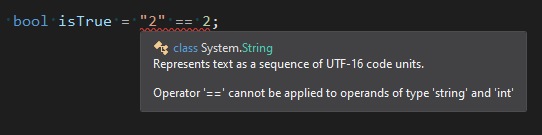 bool isTrue = "2" == 2;
class System.String
Represents text as a sequence of UTF-16 code units.
Operator '==' cannot be applied to operands of type 'string' and 'int'